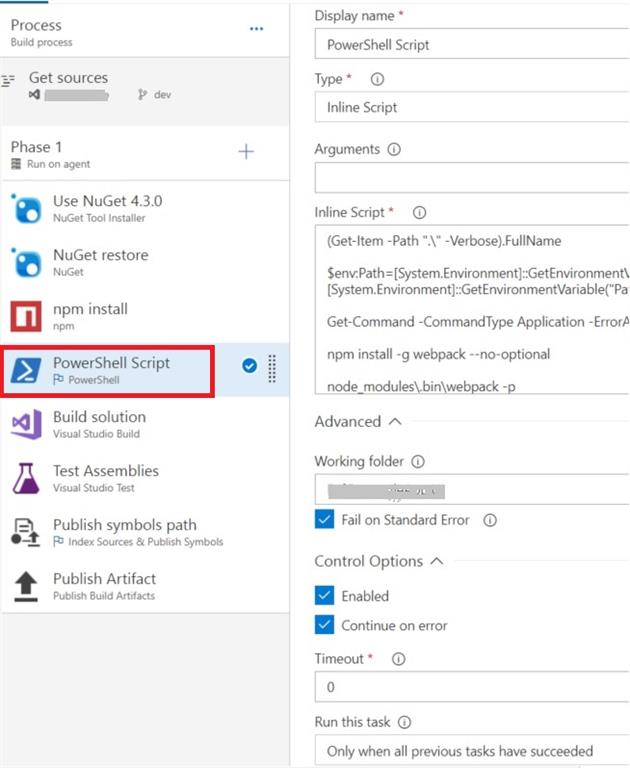 Process
Build process
...
Get sources
dev
Phase 1
Run on agent
Use NuGet 4.3.0
NuGet Tool Installer
NuGet restore
NuGet
npm install
npm
PowerShell Script
PowerShell
Build solution
Visual Studio Build
Test Assemblies
Visual Studio Test
Publish symbols path
Index Sources & Publish Symbols
Publish Artifact
Publish Build Artifacts
Display name *
PowerShell Script
Type *
Inline Script
Arguments
Inline Script *
(Get-Item -Path ".\" -Verbose).FullName
$env:Path=[System.Environment]::GetEnvironmentV
[System.Environment]::GetEnvironmentVariable("Pa
Get-Command -CommandType Application -ErrorA
npm install -g webpack --no-optional
node_modules\.bin\webpack -p
Advanced
Working folder
Fail on Standard Error
Control Options
Enabled
Continue on error
Timeout *
0
Run this task
Only when all previous tasks have succeeded